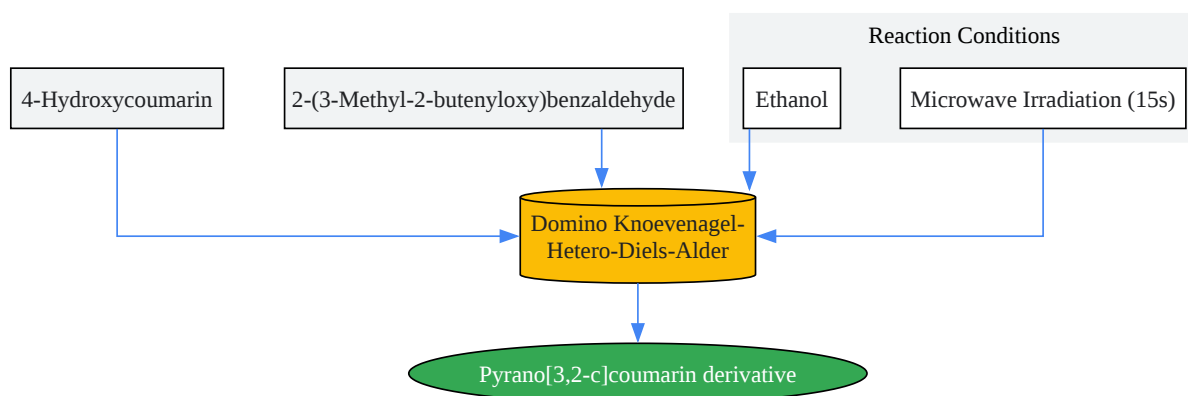 Reaction Conditions
4-Hydroxycoumarin
2-(3-Methyl-2-butenyloxy)benzaldehyde
Ethanol
Microwave Irradiation (15s)
Domino Knoevenagel-
Hetero-Diels-Alder
Pyrano[3,2-c]coumarin derivative